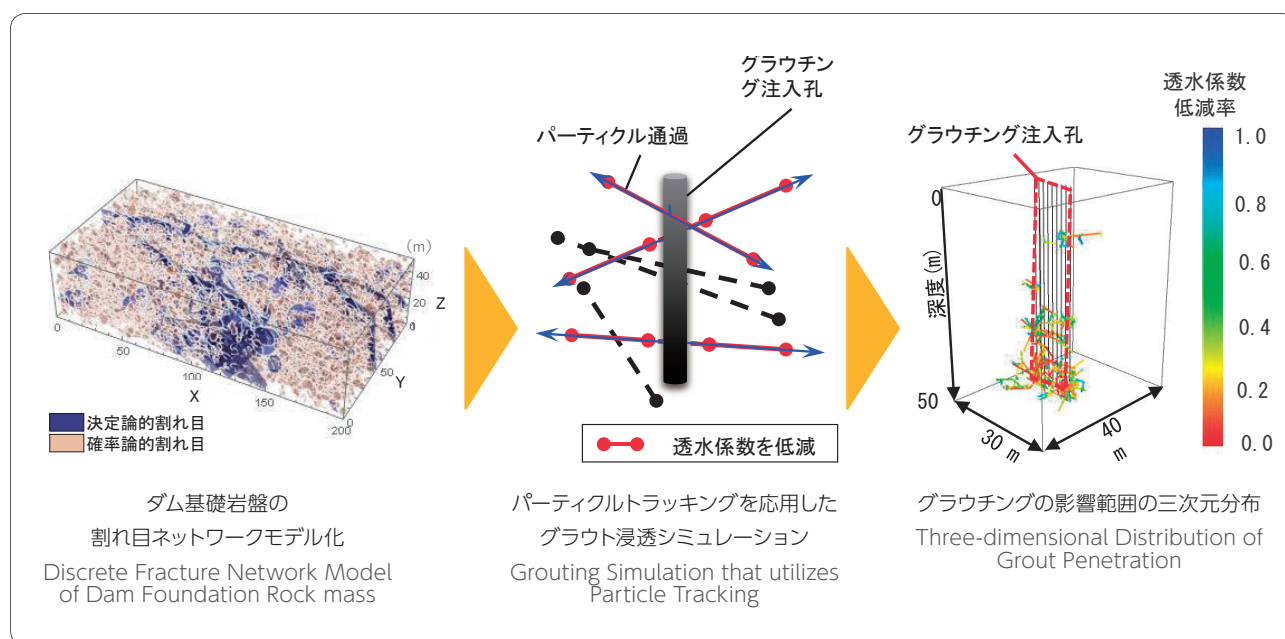 (m)
40
20
0
Z
0
50
100
150
200
X
50
Y
0
決定論的割れ目
確率論的割れ目
ダム基礎岩盤の
割れ目ネットワークモデル化
Discrete Fracture Network Model
of Dam Foundation Rock mass
グラウチン
グ注入孔
パーティクル通過
透水係数を低減
パーティクルトラッキングを応用した
グラウト浸透シミュレーション
Grouting Simulation that utilizes
Particle Tracking
透水係数
低減率
グラウチング注入孔
1.0
0.8
0.6
0.4
0.2
0.0
0
深度(m)
50
30 m
40
m
グラウチングの影響範囲の三次元分布
Three-dimensional Distribution of
Grout Penetration